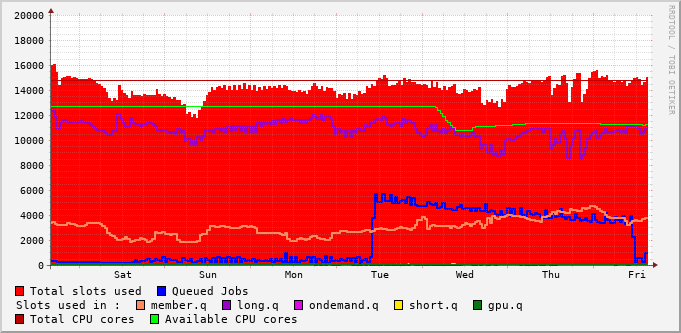 20000
18000
16000
14000
12000
10000
8000
6000
4000
2000
0
Sat Sun Mon Tue Wed Thu Fri
RRDTOOL / TOBI OETIKER
Total slots used Queued Jobs
Slots used in : member.q long.q ondemand.q short.q gpu.q
Total CPU cores Available CPU cores